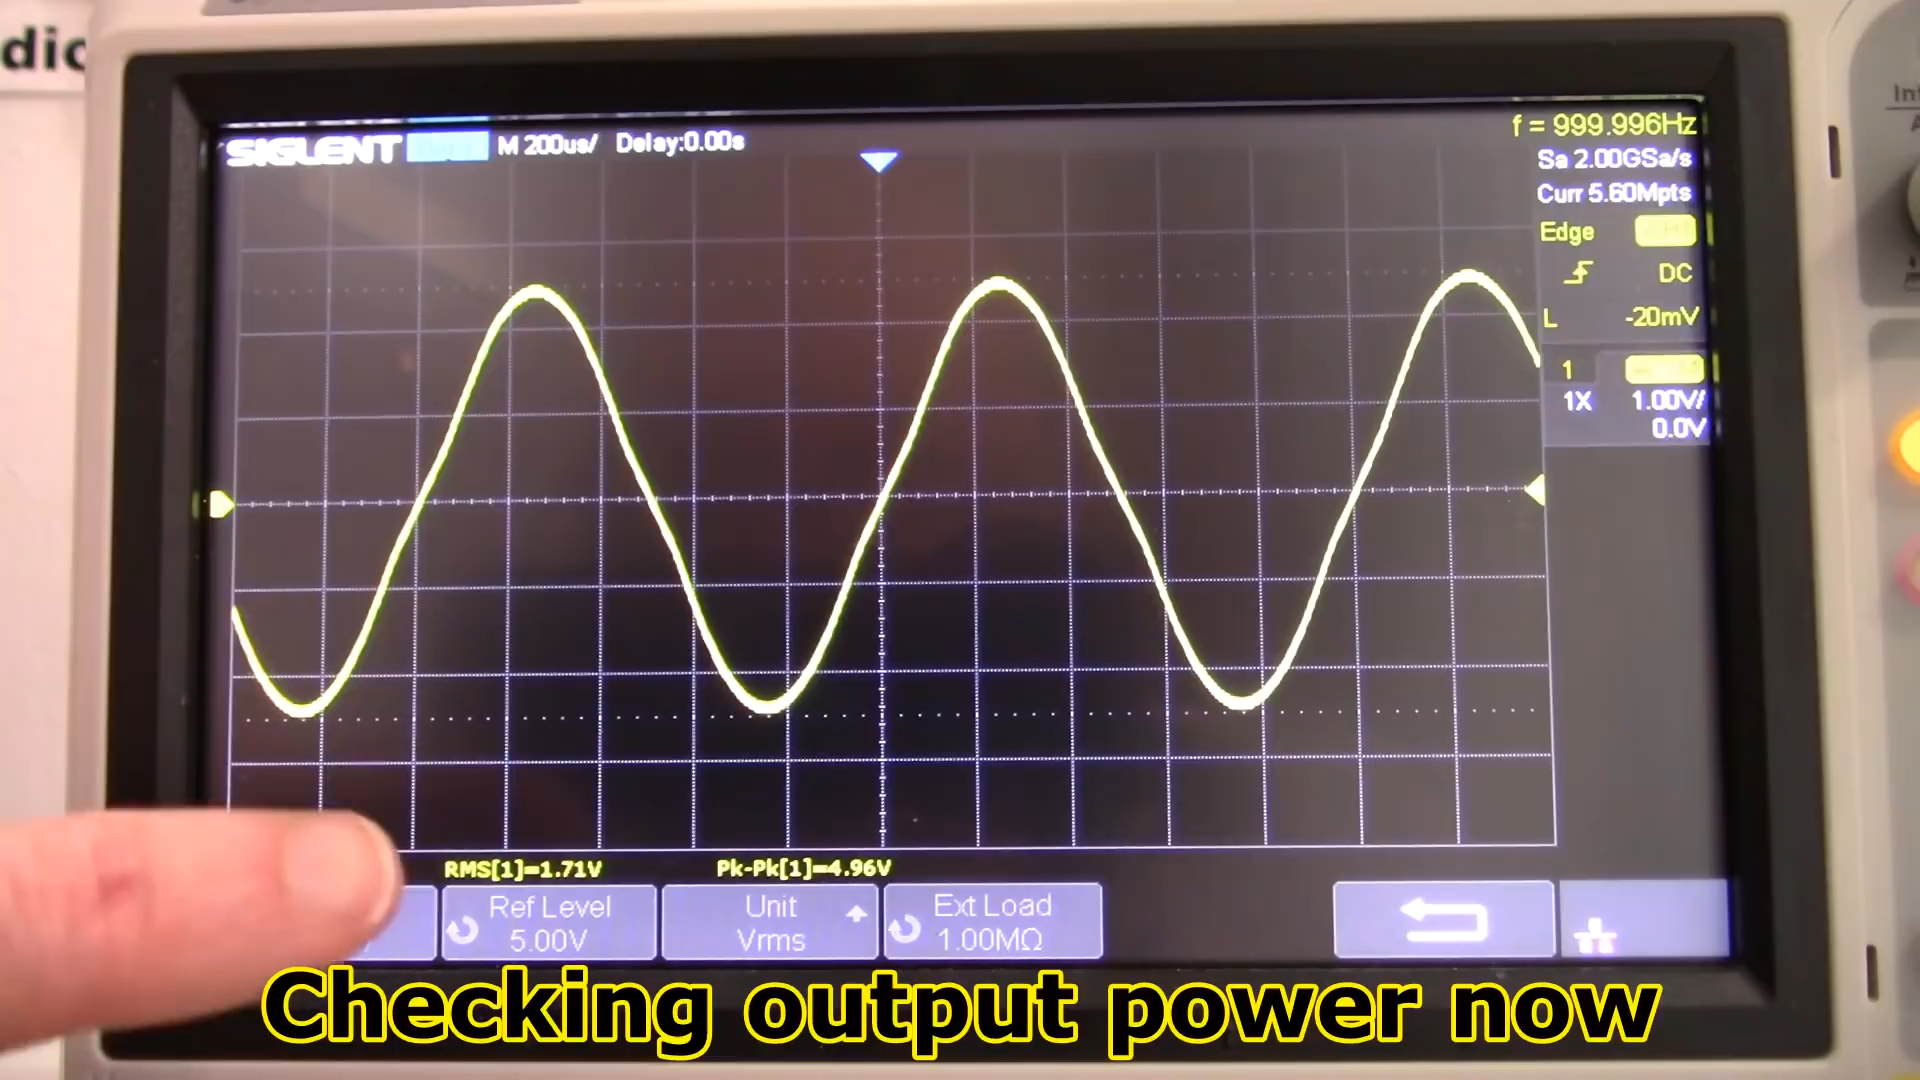 dio
SIGLENT M 200us/ Delay:0.00s
f = 999.996Hz
Sa 2.00GSa/s
Curr 5.60Mpts
Edge
DC
L -20mV
1
1X 1.00V/
0.0V
RMS[1]=1.71V Pk-Pk[1]=4.96V
Ref Level
5.00V
Unit
Vrms
Ext Load
1.00MΩ
Checking output power now